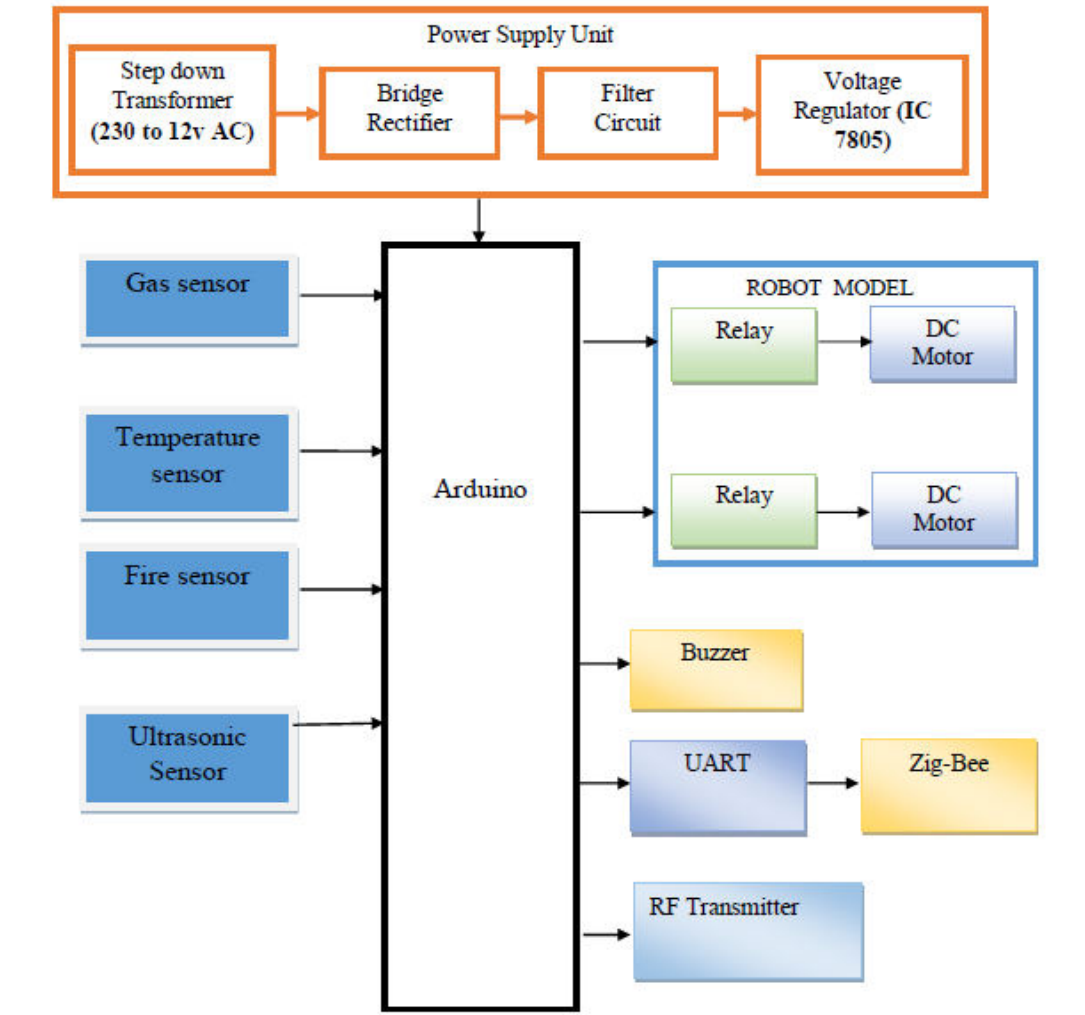 Power Supply Unit
Step down
Transformer
(230 to 12v AC)
Bridge
Rectifier
Filter
Circuit
Voltage
Regulator (IC
7805)
Gas sensor
Temperature
sensor
Fire sensor
Ultrasonic
Sensor
Arduino
ROBOT MODEL
Relay
DC
Motor
Relay
DC
Motor
Buzzer
UART
Zig-Bee
RF Transmitter